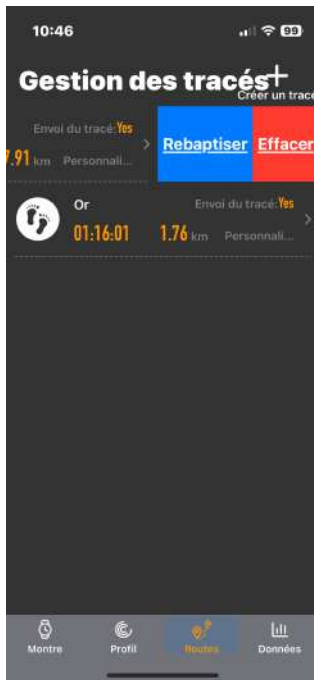 10:46
99
Gestion des tracés
Créer un tracé
Envoi du tracé:Yes
7.91 km Personnali...
Rebaptiser Effacer
Or
Envoi du tracé:Yes
01:16:01 1.76 km Personnali...
Montre Profil Routes Données